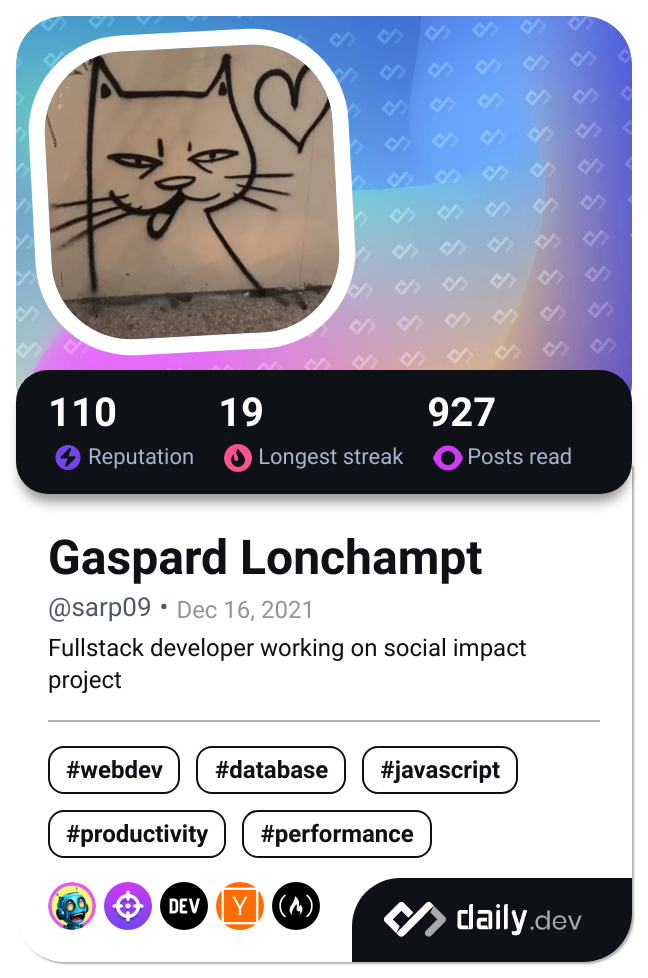 110 19 927
Reputation Longest streak Posts read
Gaspard Lonchampt
@sarp09 • Dec 16, 2021
Fullstack developer working on social impact
project
#webdev #database #javascript
#productivity #performance
DEV Y daily.dev